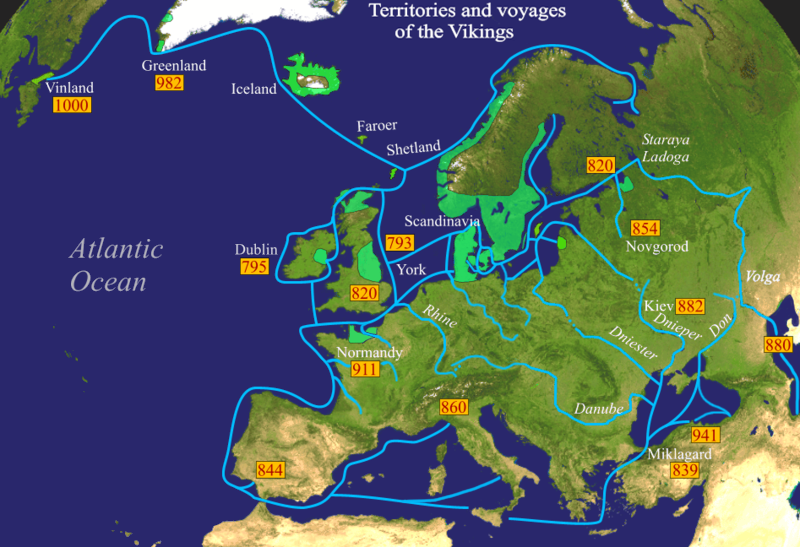 Territories and voyages
of the Vikings
Greenland
982
Vinland
1000
Iceland
Faroer
Shetland
Staraya
Ladoga
820
Scandinavia
854
Novgorod
793
Dublin
795
York
Atlantic
Ocean
820
Volga
Kiev 882
Rhine
Dnieper
Don
Dniester
880
Normandy
911
Danube
860
941
Miklagard
839
844